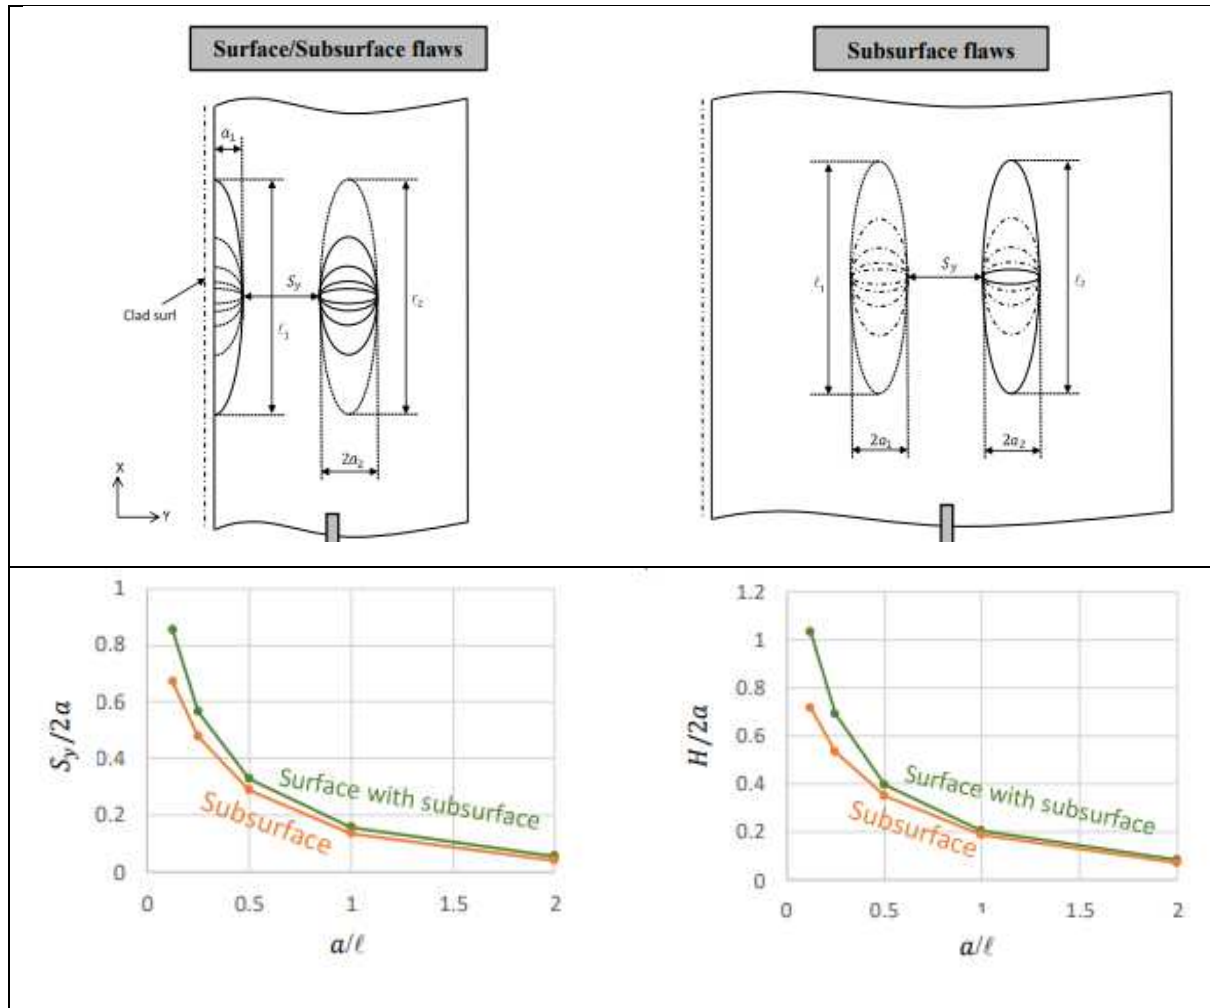 Surface/Subsurface flaws
Subsurface flaws
a₁
Sy
ℓ₁
ℓ₂
Clad surf
2a₂
X
Y
ℓ₁
Sy
2a₁
2a₂
1
0.8
0.6
0.4
0.2
0
Sy/2a
Surface with subsurface
Subsurface
0 0.5 1 1.5 2
a/ℓ
1.2
1
0.8
0.6
0.4
0.2
0
H/2a
Surface with subsurface
Subsurface
0 0.5 1 1.5 2
a/ℓ